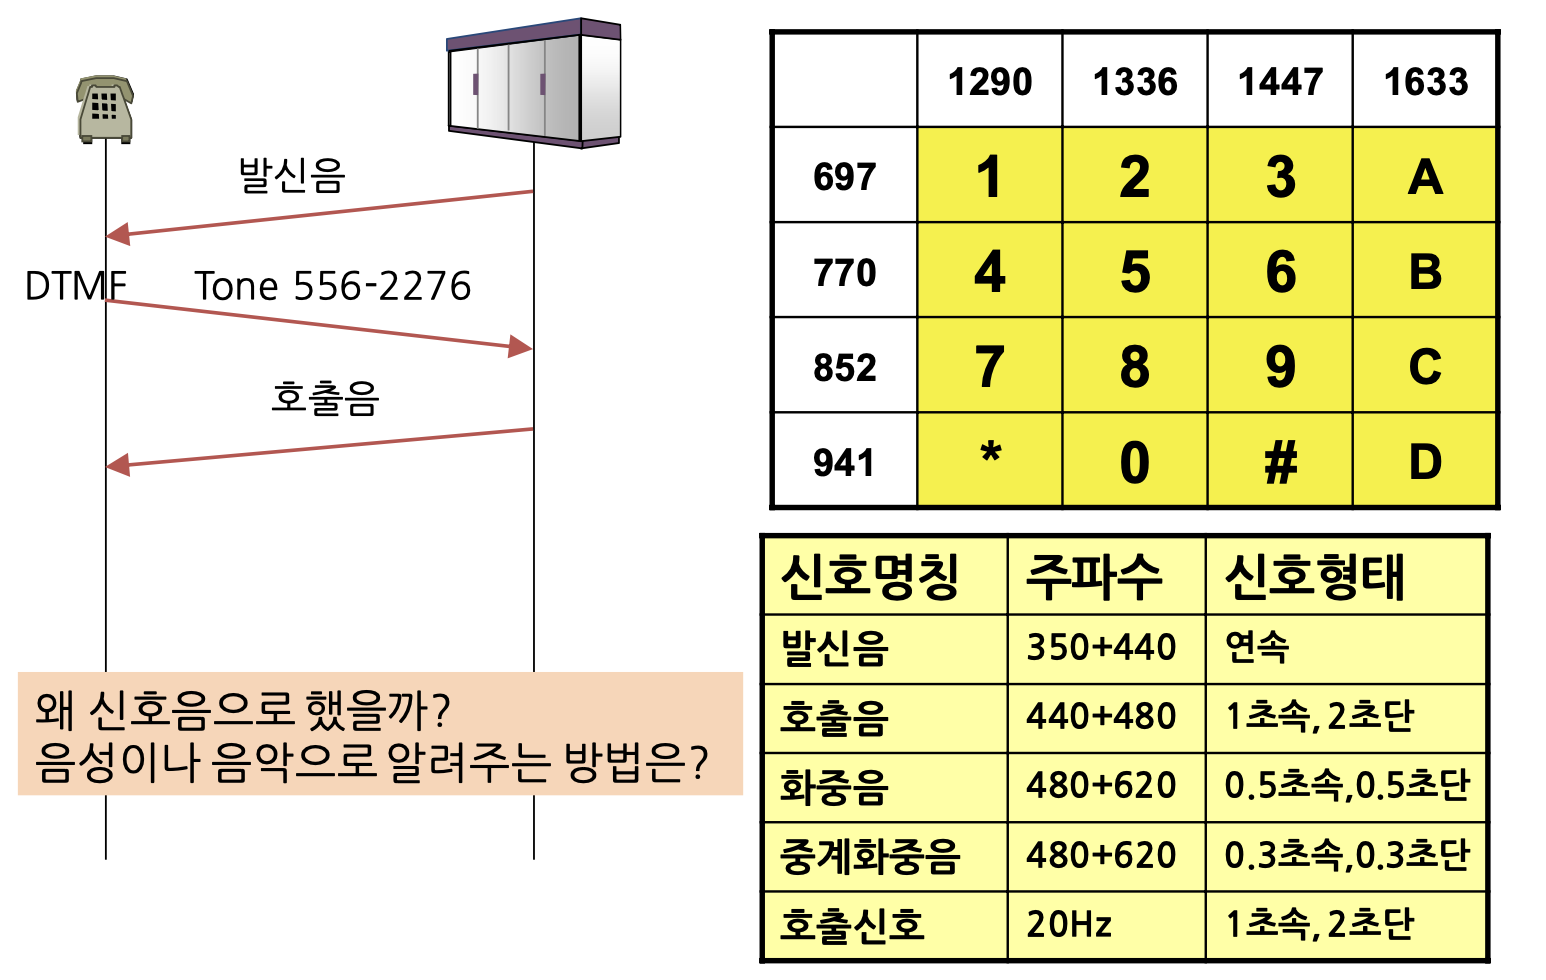 발신음
DTMF Tone 556-2276
호출음
왜 신호음으로 했을까?
음성이나 음악으로 알려주는 방법은?
1290 1336 1447 1633
697 1 2 3 A
770 4 5 6 B
852 7 8 9 C
941 * 0 # D
신호명칭 주파수 신호형태
발신음 350+440 연속
호출음 440+480 1초속, 2초단
화중음 480+620 0.5초속,0.5초단
중계화중음 480+620 0.3초속,0.3초단
호출신호 20Hz 1초속, 2초단